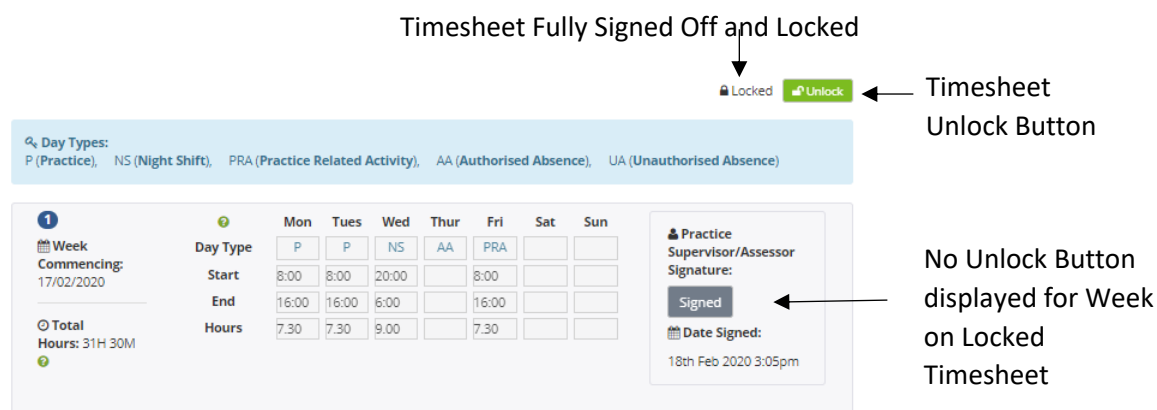 Timesheet Fully Signed Off and Locked
Locked Unlock
Timesheet
Unlock Button
Day Types:
P (Practice), NS (Night Shift), PRA (Practice Related Activity), AA (Authorised Absence), UA (Unauthorised Absence)
1
Week
Commencing:
17/02/2020
Total
Hours: 31H 30M
?
? Mon Tues Wed Thur Fri Sat Sun
Day Type P P NS AA PRA
Start 8:00 8:00 20:00 8:00
End 16:00 16:00 6:00 16:00
Hours 7.30 7.30 9.00 7.30
Practice
Supervisor/Assessor
Signature:
Signed
Date Signed:
18th Feb 2020 3:05pm
No Unlock Button
displayed for Week
on Locked
Timesheet